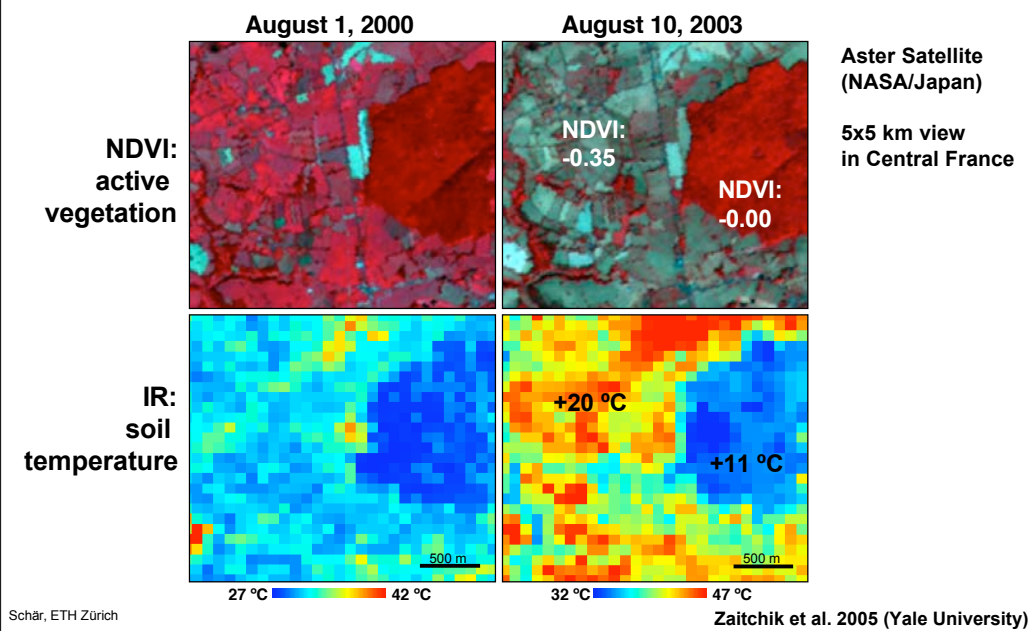 August 1, 2000
August 10, 2003
Aster Satellite
(NASA/Japan)
5x5 km view
in Central France
NDVI:
active
vegetation
NDVI:
-0.35
NDVI:
-0.00
IR:
soil
temperature
+20 ºC
+11 ºC
500 m
500 m
27 ºC
42 ºC
32 ºC
47 ºC
Schär, ETH Zürich
Zaitchik et al. 2005 (Yale University)